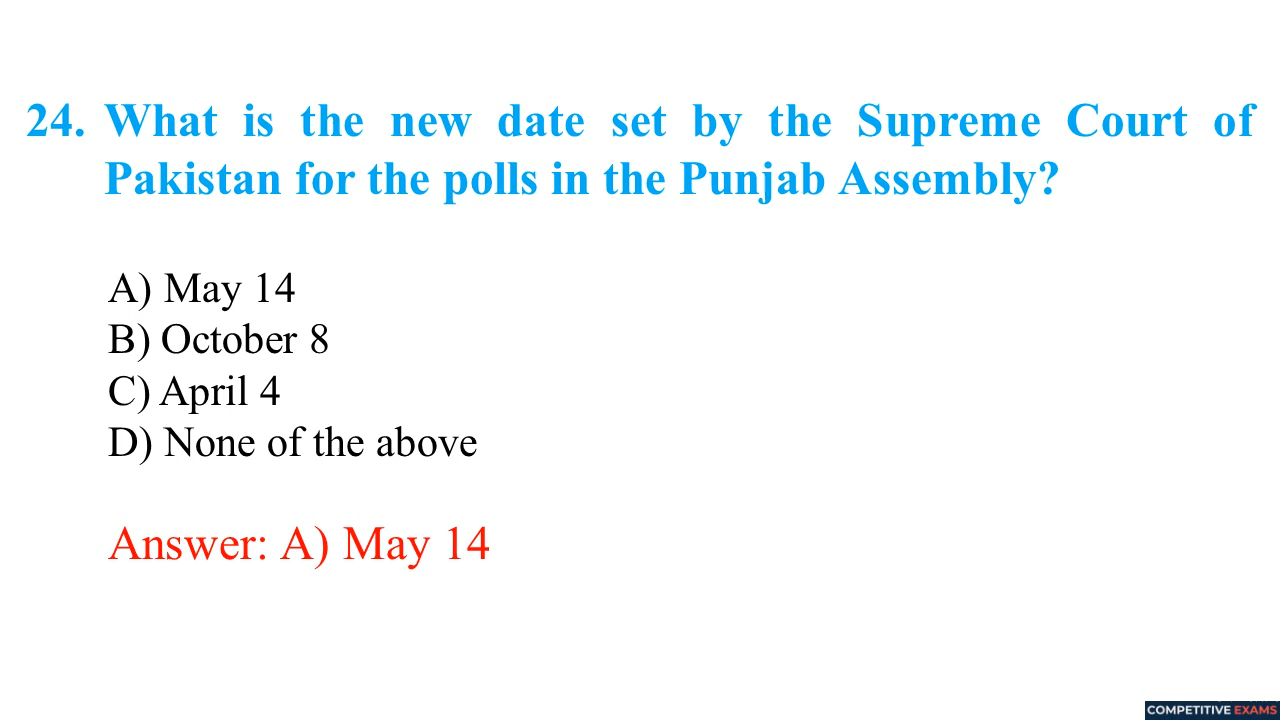 24. What is the new date set by the Supreme Court of
Pakistan for the polls in the Punjab Assembly?
A) May 14
B) October 8
C) April 4
D) None of the above
Answer: A) May 14
COMPETITIVE EXAMS